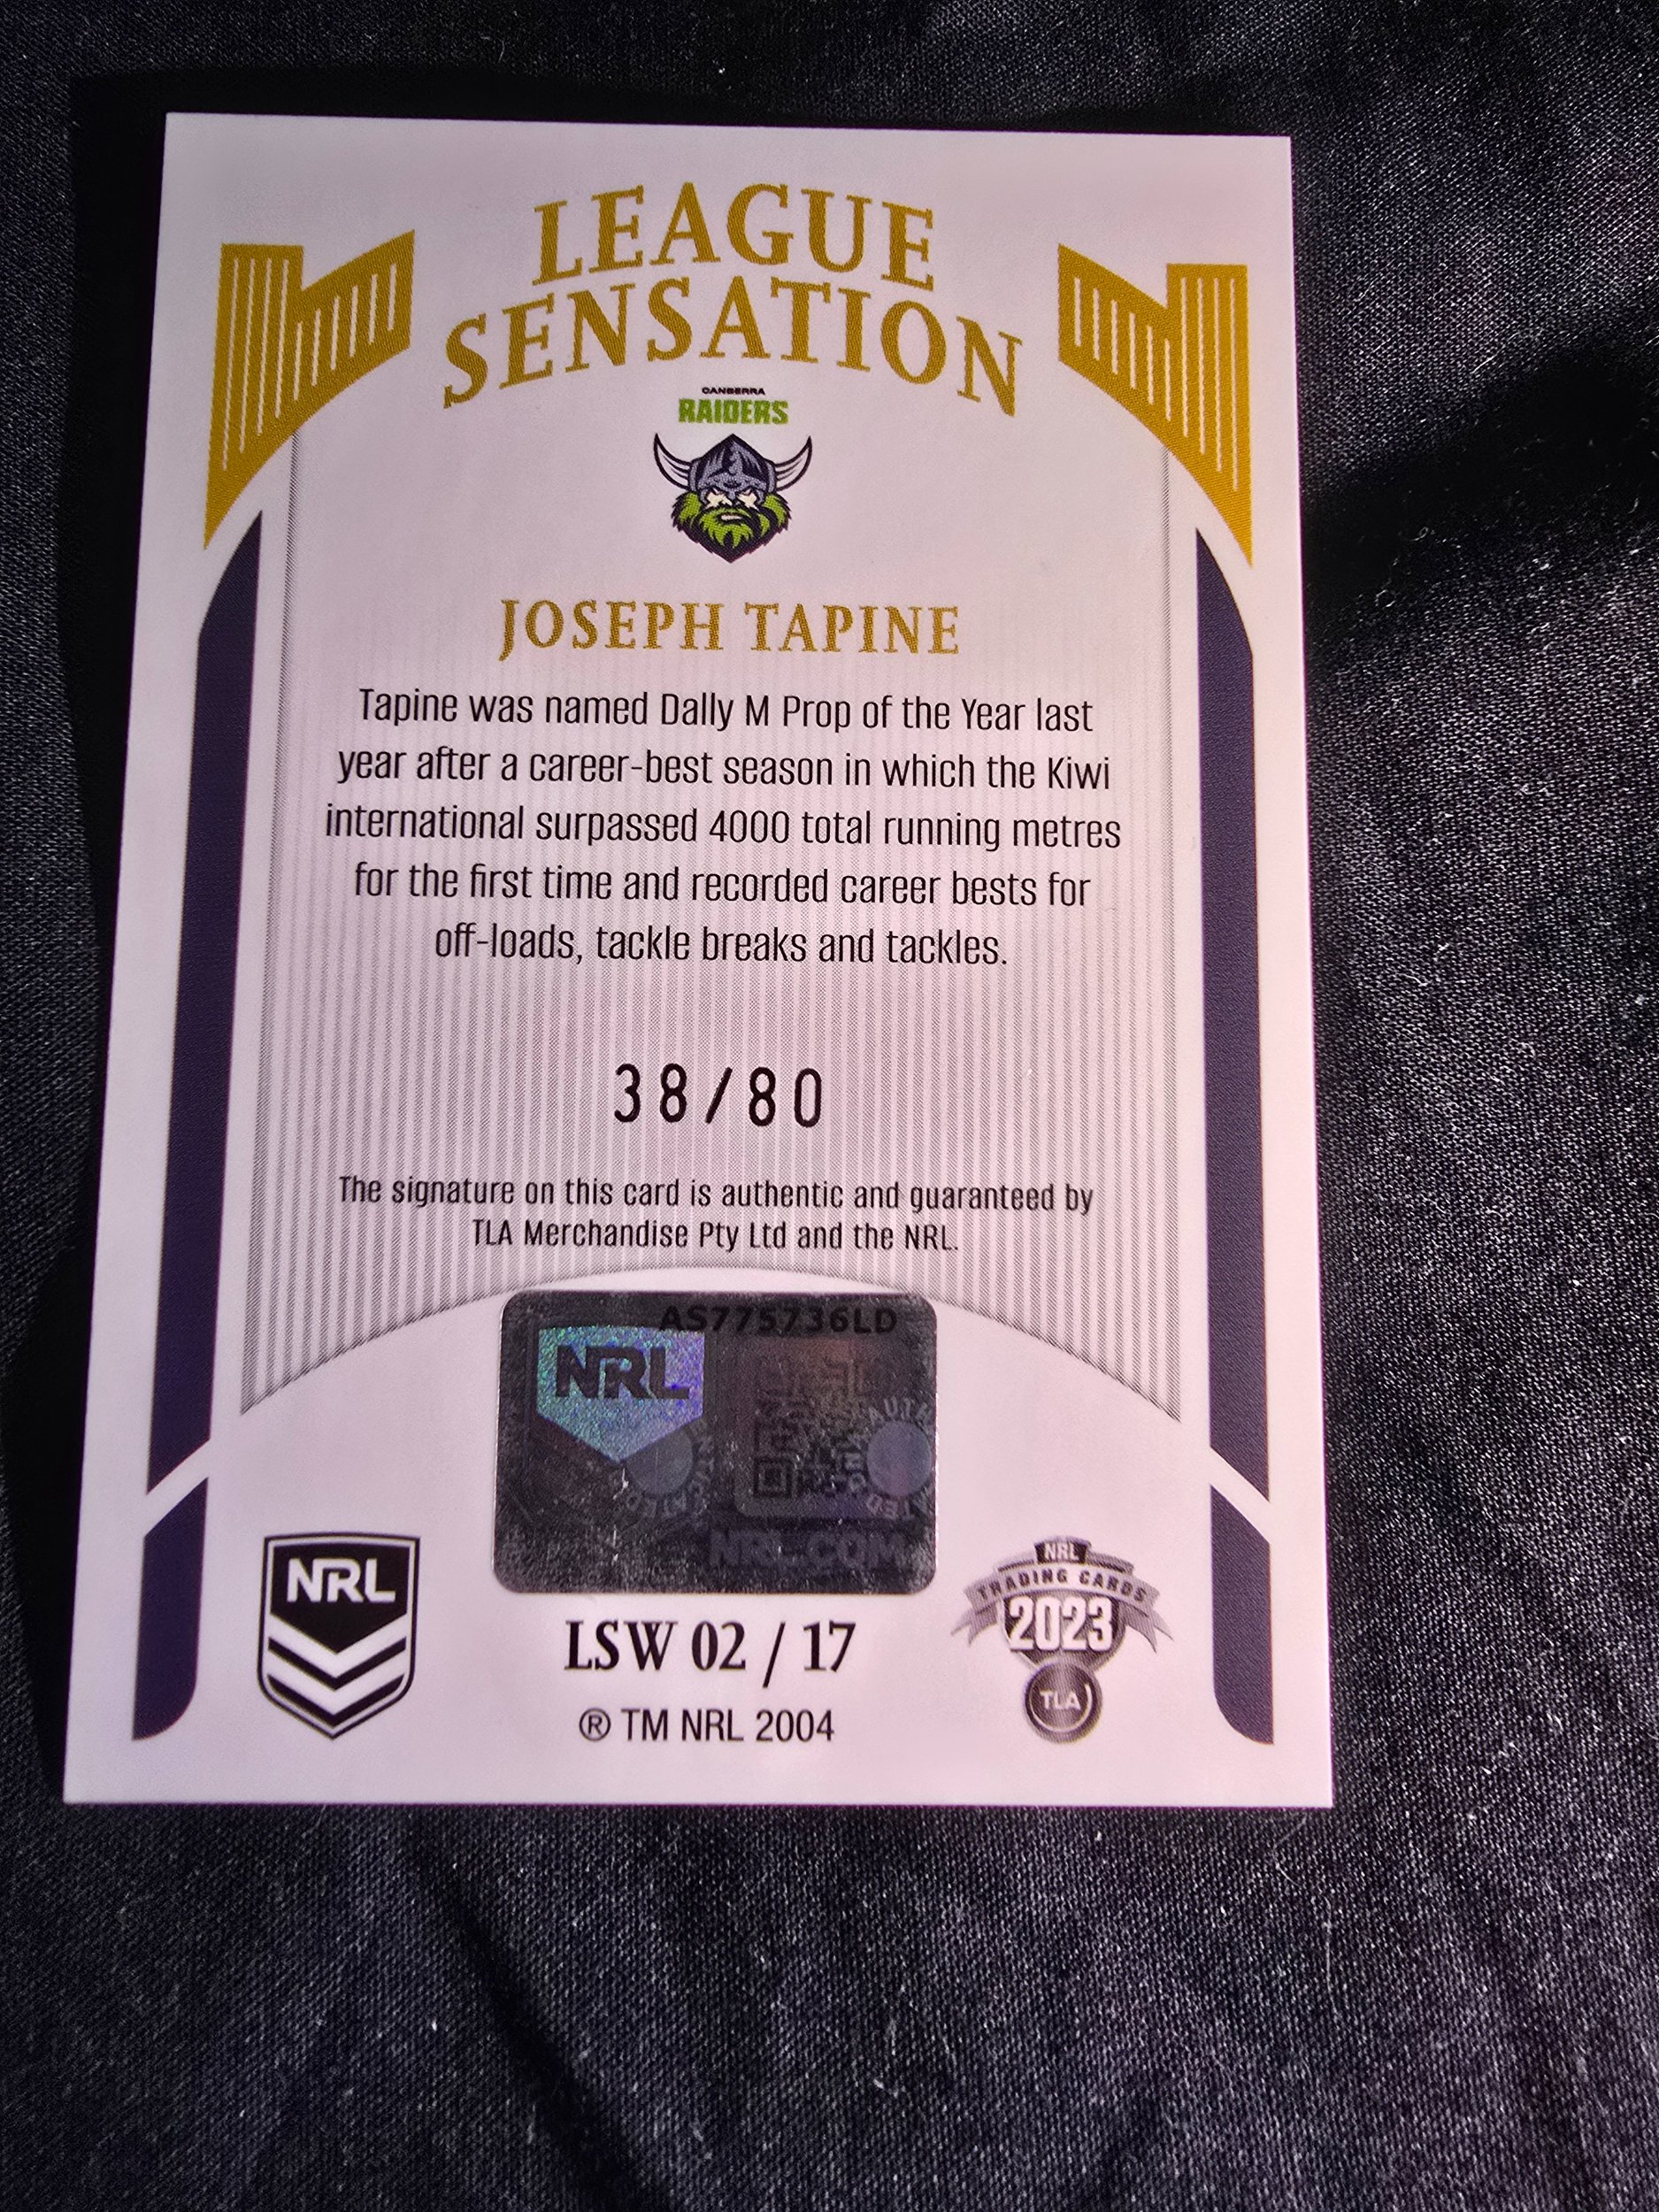 LEAGUE
SENSATION
CANBERRA
RAIDERS
JOSEPH TAPINE
Tapine was named Dally M Prop of the Year last
year after a career-best season in which the Kiwi
international surpassed 4000 total running metres
for the first time and recorded career bests for
off-loads, tackle breaks and tackles.
38/80
The signature on this card is authentic and guaranteed by
TLA Merchandise Pty Ltd and the NRL.
AS775736LD
NRL
NRL.COM
NRL
LSW 02 / 17
® TM NRL 2004
NRL
TRADING CARDS
2023
TLA